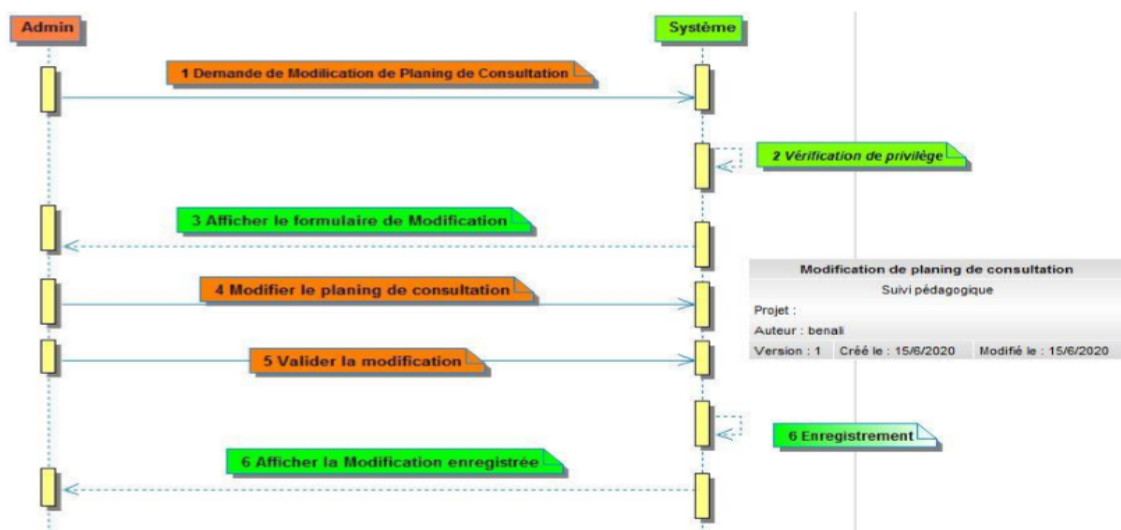 Admin
Système
1 Demande de Modilication de Planing de Consultation
2 Vérification de privilège
3 Afficher le formulaire de Modification
4 Modifier le planing de consultation
Modification de planing de consultation
Suivi pédagogique
Projet :
Auteur : benali
Version : 1 Créé le : 15/6/2020 Modifié le : 15/6/2020
5 Valider la modification
6 Enregistrement
6 Afficher la Modification enregistrée